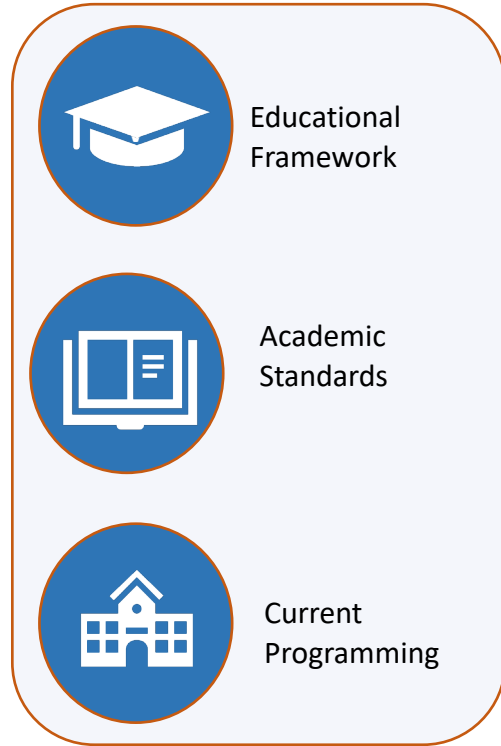 Educational
Framework
Academic
Standards
Current
Programming